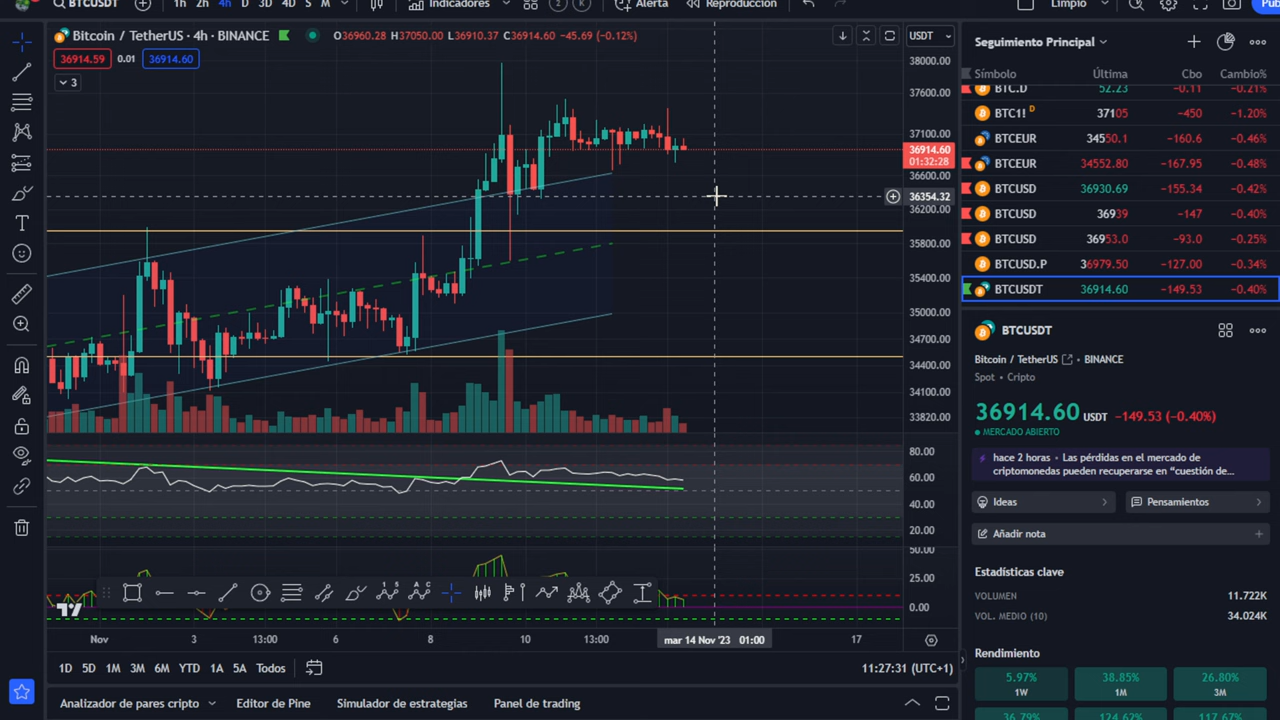 BTCUSDT
1h 2h 4h D 3D 4D S M
Indicadores
2 K
Alerta
Reproducción
Limpio
Pub
Bitcoin / TetherUS · 4h · BINANCE
O36960.28 H37050.00 L36910.37 C36914.60 −45.69 (−0.12%)
36914.59 0.01 36914.60
3
USDT
38000.00
37600.00
37100.00
36914.60
01:32:28
36600.00
36354.32
36200.00
35800.00
35400.00
35000.00
34700.00
34400.00
34100.00
33820.00
80.00
60.00
40.00
20.00
50.00
25.00
0.00
1 5
A C
Nov 3 13:00 6 8 10 13:00 mar 14 Nov '23 01:00 17
1D 5D 1M 3M 6M YTD 1A 5A Todos
11:27:31 (UTC+1)
Analizador de pares cripto
Editor de Pine
Simulador de estrategias
Panel de trading
Seguimiento Principal
Símbolo Última Cbo Cambio%
BTC.D 52.23 −0.11 −0.21%
BTC1! D 37105 −450 −1.20%
BTCEUR 34550.1 −160.6 −0.46%
BTCEUR 34552.80 −167.95 −0.48%
BTCUSD 36930.69 −155.34 −0.42%
BTCUSD 36939 −147 −0.40%
BTCUSD 36953.0 −93.0 −0.25%
BTCUSD.P 36979.50 −127.00 −0.34%
BTCUSDT 36914.60 −149.53 −0.40%
BTCUSDT
Bitcoin / TetherUS · BINANCE
Spot • Cripto
36914.60 USDT −149.53 (−0.40%)
MERCADO ABIERTO
hace 2 horas • Las pérdidas en el mercado de
criptomonedas pueden recuperarse en “cuestión de...
Ideas
Pensamientos
Añadir nota
Estadísticas clave
VOLUMEN 11.722K
VOL. MEDIO (10) 34.024K
Rendimiento
5.97% 38.85% 26.80%
1W 1M 3M
36.79% 124.62% 117.67%